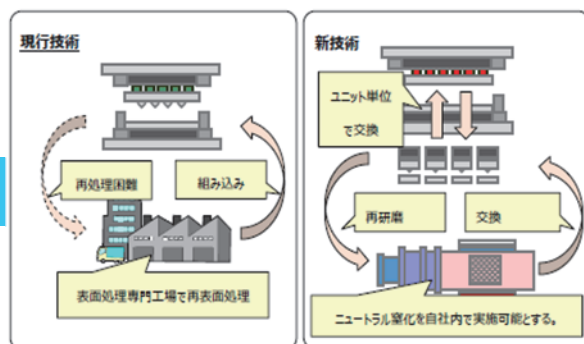 現行技術
再処理困難
組み込み
表面処理専門工場で再表面処理
新技術
ユニット単位
で交換
再研磨
交換
ニュートラル窒化を自社内で実施可能とする。